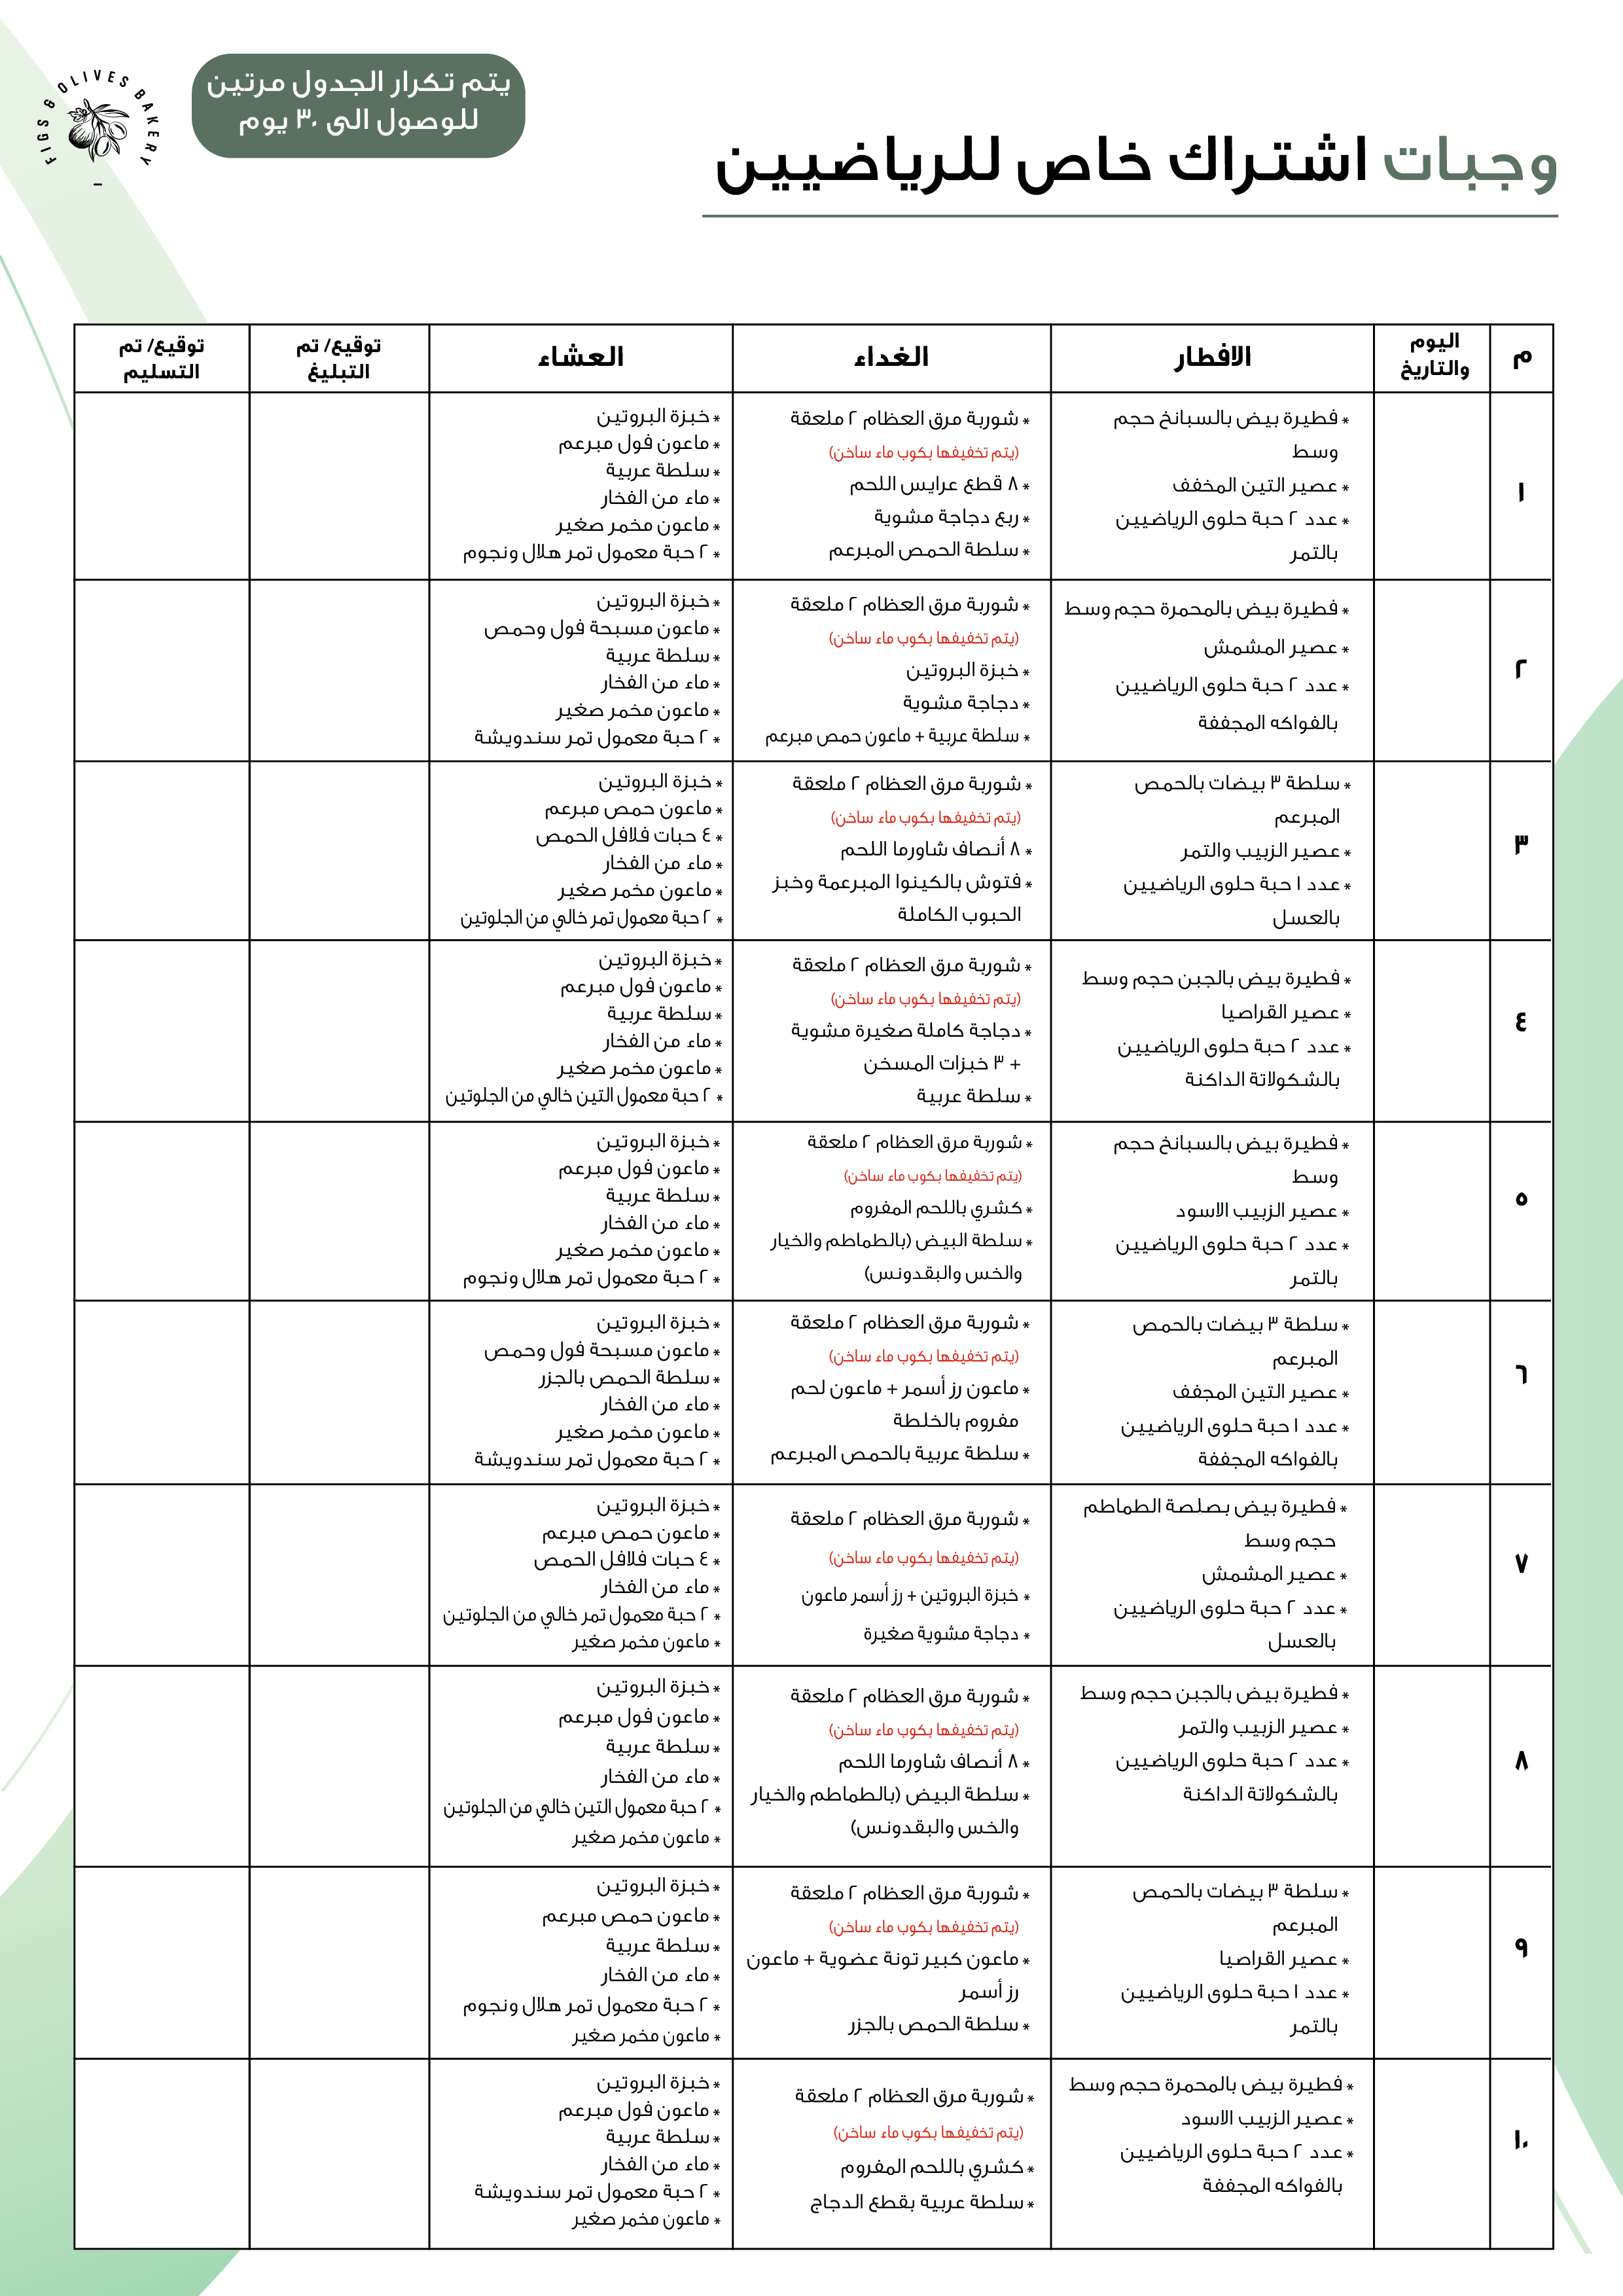 FIGS & OLIVES BAKERY
يتم تكرار الجدول مرتين
للوصول الى ٣٠ يوم
وجبات اشتراك خاص للرياضيين
م
اليوم
والتاريخ
الافطار
الغداء
العشاء
توقيع/ تم
التبليغ
توقيع/ تم
التسليم
١
* فطيرة بيض بالسبانخ حجم
وسط
* عصير التين المخفف
* عدد ٢ حبة حلوى الرياضيين
بالتمر
* شوربة مرق العظام ٢ ملعقة
(يتم تخفيفها بكوب ماء ساخن)
* ٨ قطع عرايس اللحم
* ربع دجاجة مشوية
* سلطة الحمص المبرعم
* خبزة البروتين
* ماعون فول مبرعم
* سلطة عربية
* ماء من الفخار
* ماعون مخمر صغير
* ٢ حبة معمول تمر هلال ونجوم
٢
* فطيرة بيض بالمحمرة حجم وسط
* عصير المشمش
* عدد ٢ حبة حلوى الرياضيين
بالفواكه المجففة
* شوربة مرق العظام ٢ ملعقة
(يتم تخفيفها بكوب ماء ساخن)
* خبزة البروتين
* دجاجة مشوية
* سلطة عربية + ماعون حمص مبرعم
* خبزة البروتين
* ماعون مسبحة فول وحمص
* سلطة عربية
* ماء من الفخار
* ماعون مخمر صغير
* ٢ حبة معمول تمر سندويشة
٣
* سلطة ٣ بيضات بالحمص
المبرعم
* عصير الزبيب والتمر
* عدد ١ حبة حلوى الرياضيين
بالعسل
* شوربة مرق العظام ٢ ملعقة
(يتم تخفيفها بكوب ماء ساخن)
* ٨ أنصاف شاورما اللحم
* فتوش بالكينوا المبرعمة وخبز
الحبوب الكاملة
* خبزة البروتين
* ماعون حمص مبرعم
* ٤ حبات فلافل الحمص
* ماء من الفخار
* ماعون مخمر صغير
* ٢ حبة معمول تمر خالي من الجلوتين
٤
* فطيرة بيض بالجبن حجم وسط
* عصير القراصيا
* عدد ٢ حبة حلوى الرياضيين
بالشكولاتة الداكنة
* شوربة مرق العظام ٢ ملعقة
(يتم تخفيفها بكوب ماء ساخن)
* دجاجة كاملة صغيرة مشوية
+ ٣ خبزات المسخن
* سلطة عربية
* خبزة البروتين
* ماعون فول مبرعم
* سلطة عربية
* ماء من الفخار
* ماعون مخمر صغير
* ٢ حبة معمول التين خالي من الجلوتين
٥
* فطيرة بيض بالسبانخ حجم
وسط
* عصير الزبيب الاسود
* عدد ٢ حبة حلوى الرياضيين
بالتمر
* شوربة مرق العظام ٢ ملعقة
(يتم تخفيفها بكوب ماء ساخن)
* كشري باللحم المفروم
* سلطة البيض (بالطماطم والخيار
والخس والبقدونس)
* خبزة البروتين
* ماعون فول مبرعم
* سلطة عربية
* ماء من الفخار
* ماعون مخمر صغير
* ٢ حبة معمول تمر هلال ونجوم
٦
* سلطة ٣ بيضات بالحمص
المبرعم
* عصير التين المجفف
* عدد ١ حبة حلوى الرياضيين
بالفواكه المجففة
* شوربة مرق العظام ٢ ملعقة
(يتم تخفيفها بكوب ماء ساخن)
* ماعون رز أسمر + ماعون لحم
مفروم بالخلطة
* سلطة عربية بالحمص المبرعم
* خبزة البروتين
* ماعون مسبحة فول وحمص
* سلطة الحمص بالجزر
* ماء من الفخار
* ماعون مخمر صغير
* ٢ حبة معمول تمر سندويشة
٧
* فطيرة بيض بصلصة الطماطم
حجم وسط
* عصير المشمش
* عدد ٢ حبة حلوى الرياضيين
بالعسل
* شوربة مرق العظام ٢ ملعقة
(يتم تخفيفها بكوب ماء ساخن)
* خبزة البروتين + رز أسمر ماعون
* دجاجة مشوية صغيرة
* خبزة البروتين
* ماعون حمص مبرعم
* ٤ حبات فلافل الحمص
* ماء من الفخار
* ٢ حبة معمول تمر خالي من الجلوتين
* ماعون مخمر صغير
٨
* فطيرة بيض بالجبن حجم وسط
* عصير الزبيب والتمر
* عدد ٢ حبة حلوى الرياضيين
بالشكولاتة الداكنة
* شوربة مرق العظام ٢ ملعقة
(يتم تخفيفها بكوب ماء ساخن)
* ٨ أنصاف شاورما اللحم
* سلطة البيض (بالطماطم والخيار
والخس والبقدونس)
* خبزة البروتين
* ماعون فول مبرعم
* سلطة عربية
* ماء من الفخار
* ٢ حبة معمول التين خالي من الجلوتين
* ماعون مخمر صغير
٩
* سلطة ٣ بيضات بالحمص
المبرعم
* عصير القراصيا
* عدد ١ حبة حلوى الرياضيين
بالتمر
* شوربة مرق العظام ٢ ملعقة
(يتم تخفيفها بكوب ماء ساخن)
* ماعون كبير تونة عضوية + ماعون
رز أسمر
* سلطة الحمص بالجزر
* خبزة البروتين
* ماعون حمص مبرعم
* سلطة عربية
* ماء من الفخار
* ٢ حبة معمول تمر هلال ونجوم
* ماعون مخمر صغير
١٠
* فطيرة بيض بالمحمرة حجم وسط
* عصير الزبيب الاسود
* عدد ٢ حبة حلوى الرياضيين
بالفواكه المجففة
* شوربة مرق العظام ٢ ملعقة
(يتم تخفيفها بكوب ماء ساخن)
* كشري باللحم المفروم
* سلطة عربية بقطع الدجاج
* خبزة البروتين
* ماعون فول مبرعم
* سلطة عربية
* ماء من الفخار
* ٢ حبة معمول تمر سندويشة
* ماعون مخمر صغير